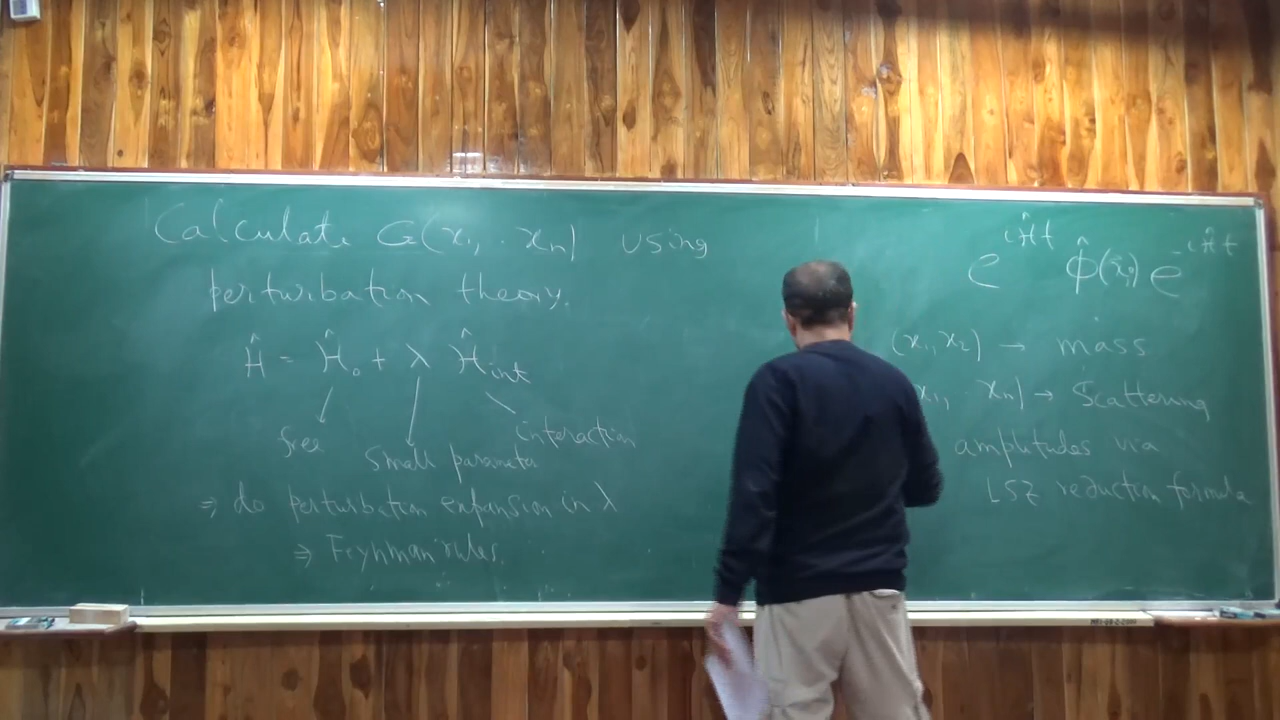 Calculate G(x₁, · xₙ) using
perturbation theory.
Ĥ = Ĥ₀ + λ Ĥint
free
small parameter
interaction
⇒ do perturbation expansion in λ
⇒ Feynman rules.
e^{iĤt} φ̂(x⃗,) e^{-iĤt}
(x₁, x₂) → mass
x₁, · xₙ) → Scattering
amplitudes via
LSZ reduction formula